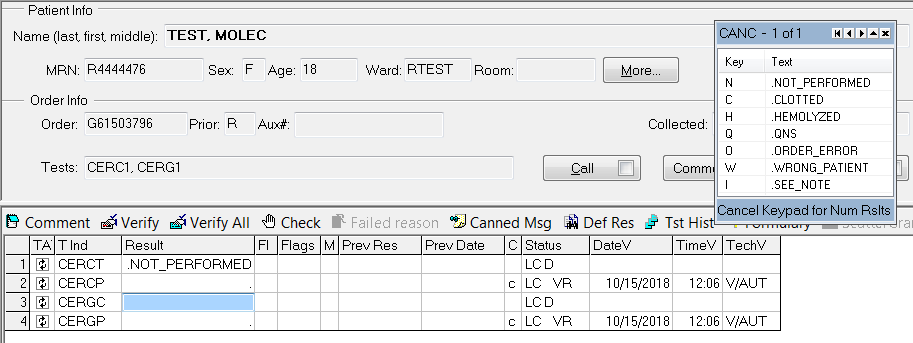 Patient Info
Name (last, first, middle): TEST, MOLEC
MRN: R4444476 Sex: F Age: 18 Ward: RTEST Room: More...
Order Info
Order: G61503796 Prior: R Aux#: Collected:
Tests: CERC1, CERG1 Call Comme
CANC - 1 of 1
Key Text
N .NOT_PERFORMED
C .CLOTTED
H .HEMOLYZED
Q .QNS
O .ORDER_ERROR
W .WRONG_PATIENT
I .SEE_NOTE
Cancel Keypad for Num Rslts
Comment Verify Verify All Check Failed reason Canned Msg Def Res Tst Hist
TA T Ind Result Fl Flags M Prev Res Prev Date C Status DateV TimeV TechV
1 CERCT .NOT_PERFORMED LC D
2 CERCP . c LC VR 10/15/2018 12:06 V/AUT
3 CERGC LC D
4 CERGP . c LC VR 10/15/2018 12:06 V/AUT